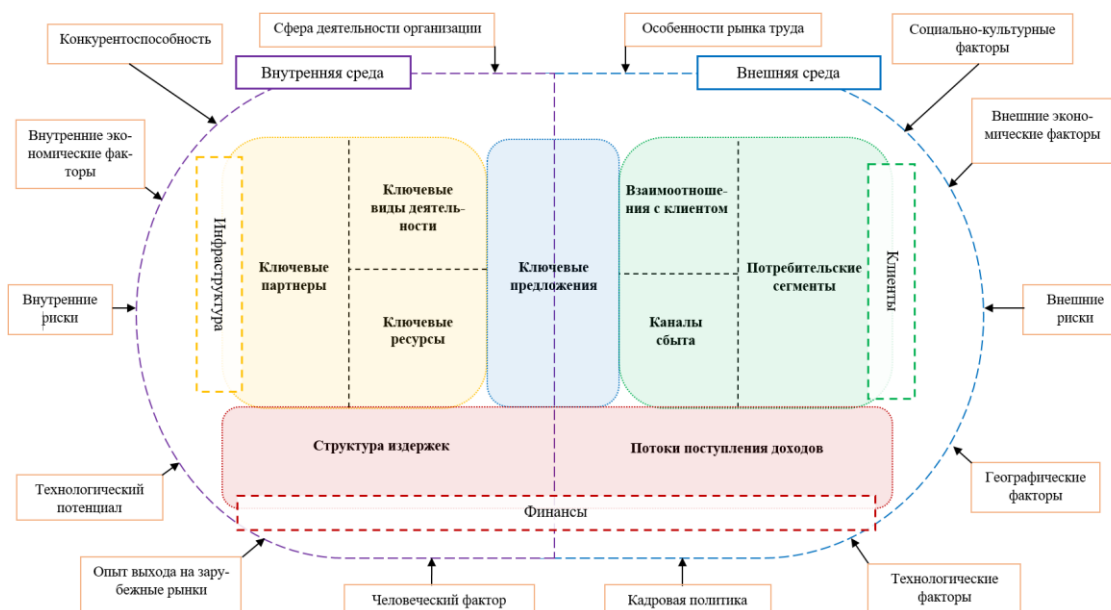 Сфера деятельности организации
Особенности рынка труда
Конкурентоспособность
Социально-культурные
факторы
Внутренняя среда
Внешняя среда
Внутренние эко-
номические фак-
торы
Внешние эконо-
мические факторы
Инфраструктура
Ключевые
партнеры
Ключевые
виды деятель-
ности
Ключевые
ресурсы
Ключевые
предложения
Взаимоотноше-
ния с клиентом
Каналы
сбыта
Потребительские
сегменты
Клиенты
Внутренние
риски
Внешние
риски
Структура издержек
Потоки поступления доходов
Финансы
Технологический
потенциал
Географические
факторы
Опыт выхода на зару-
бежные рынки
Человеческий фактор
Кадровая политика
Технологические
факторы